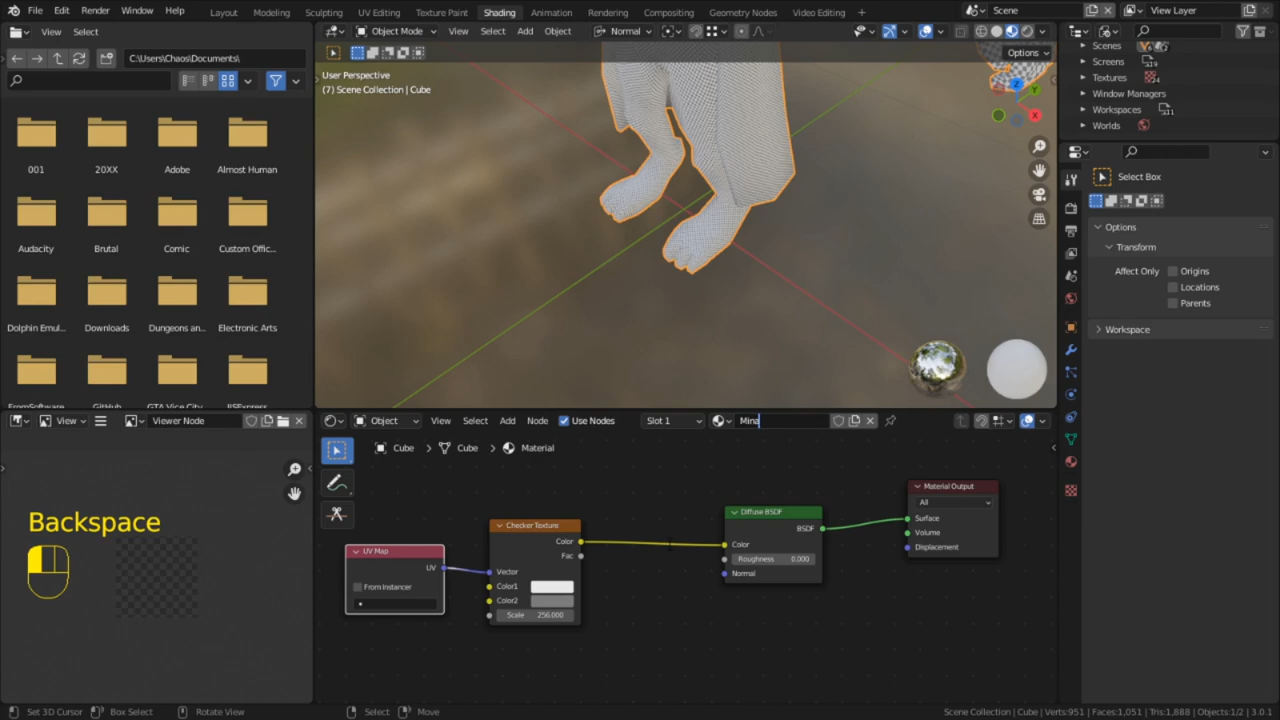 File Edit Render Window Help Layout Modeling Sculpting UV Editing Texture Paint Shading Animation Rendering Compositing Geometry Nodes Video Editing + Scene View Layer
View Select
C:\Users\Chaos\Documents\
001 20XX Adobe Almost Human
Audacity Brutal Comic Custom Offic...
Dolphin Emul... Downloads Dungeons an... Electronic Arts
FromSoftware GitHub GTA Vice City IISExpress
Object Mode View Select Add Object Normal
Options
User Perspective
(7) Scene Collection | Cube
Z
Y
X
Scenes
Screens
Textures
Window Managers
Workspaces
Worlds
Select Box
Options
Transform
Affect Only Origins
Locations
Parents
Workspace
View Viewer Node
Backspace
Object View Select Add Node Use Nodes Slot 1 Mina
Cube > Cube > Material
UV Map
UV
From Instancer
Checker Texture
Color
Fac
Vector
Color1
Color2
Scale 256.000
Diffuse BSDF
BSDF
Color
Roughness 0.000
Normal
Material Output
All
Surface
Volume
Displacement
Set 3D Cursor Box Select Rotate View Select Move Scene Collection | Cube | Verts:951 | Faces:1,051 | Tris:1,888 | Objects:1/2 | 3.0.1